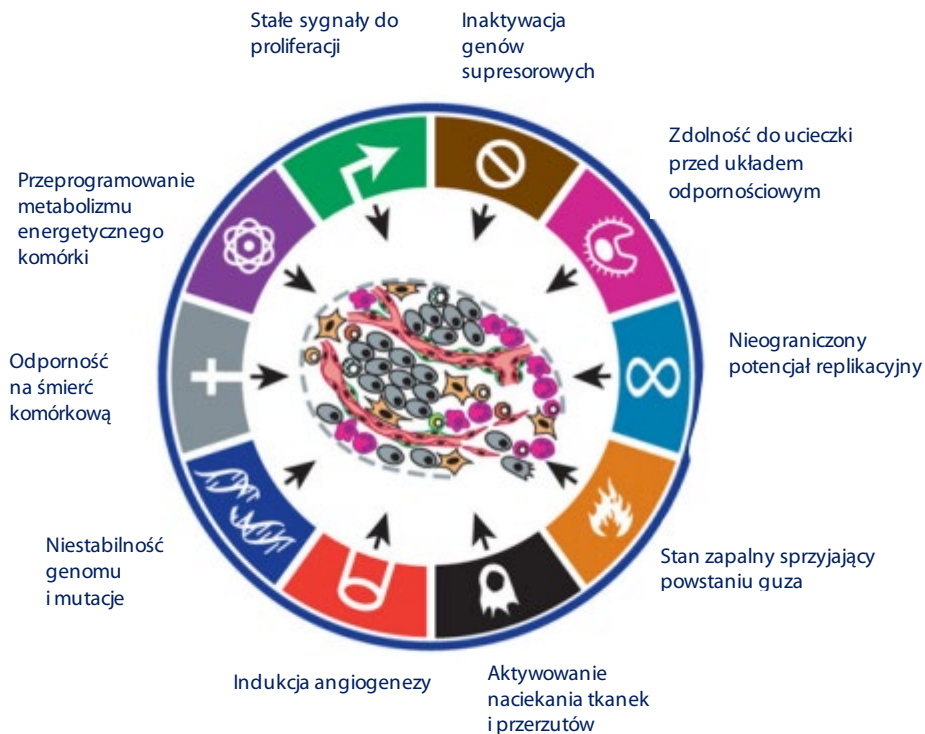 Stałe sygnały do
proliferacji
Inaktywacja
genów
supresorowych
Zdolność do ucieczki
przed układem
odpornościowym
Nieograniczony
potencjał replikacyjny
Stan zapalny sprzyjający
powstaniu guza
Aktywowanie
naciekania tkanek
i przerzutów
Indukcja angiogenezy
Niestabilność
genomu
i mutacje
Odporność
na śmierć
komórkową
Przeprogramowanie
metabolizmu
energetycznego
komórki